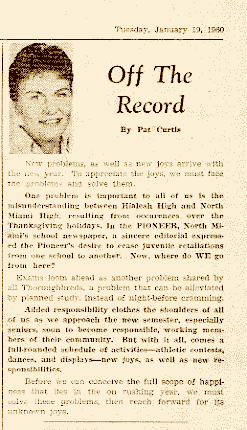 Tuesday, January 19, 1960
Off The
Record
By Pat Curtis
New problems, as well as new joys arrive with
the new year. To appreciate the joys, we must face
the problems and solve them.
One problem is important to all of us is the
misunderstanding between Hialeah High and North
Miami High, resulting from occurences over the
Thanksgiving holidays. In the PIONEER, North Mi-
ami's school newspaper, a sincere editorial express-
ed the Pioneer's desire to cease juvenile retaliations
from one school to another. Now, where do WE go
from here?
Exams loom ahead as another problem shared by
all Thoroughbreds, a problem that can be alleviated
by planned study, instead of night-before cramming.
Added responsibility clothes the shoulders of all
of us as we approach the new semester, especially
seniors, soon to become responsible, working mem-
bers of their community. But with it all, comes a
full-rounded schedule of activities—athletic contests,
dances, and displays—new joys, as well as new re-
sponsibilities.
Before we can conceive the full scope of happi-
ness that lies in the on rushing year, we must
solve these problems, then reach forward for its
unknown joys.